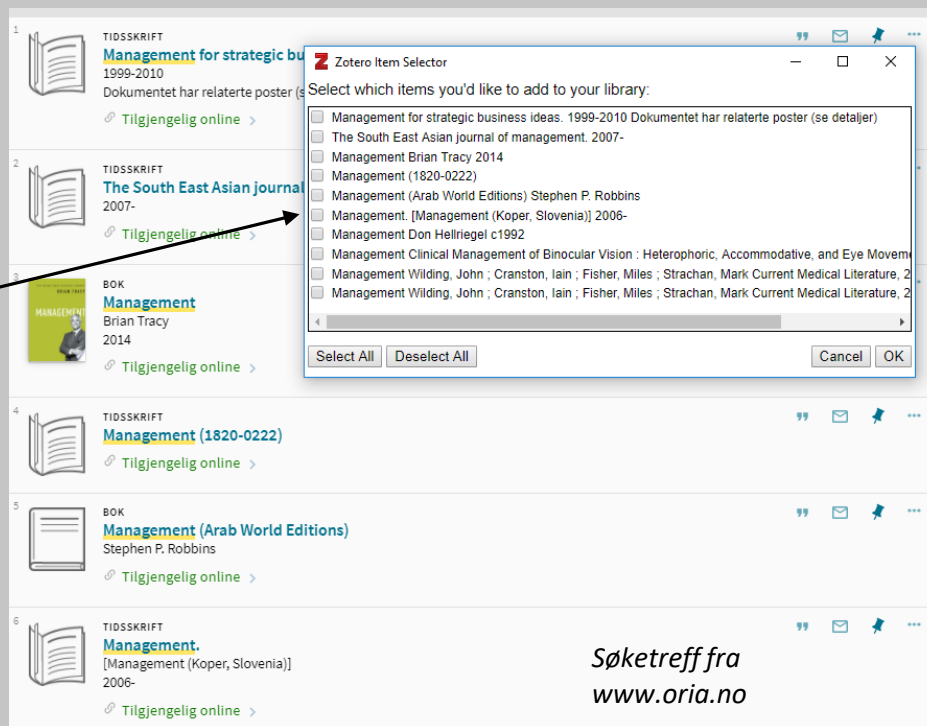 1
TIDSSKRIFT
Management for strategic bu
1999-2010
Dokumentet har relaterte poster (s
Tilgjengelig online >
Zotero Item Selector
Select which items you'd like to add to your library:
Management for strategic business ideas. 1999-2010 Dokumentet har relaterte poster (se detaljer)
The South East Asian journal of management. 2007-
Management Brian Tracy 2014
Management (1820-0222)
Management (Arab World Editions) Stephen P. Robbins
Management. [Management (Koper, Slovenia)] 2006-
Management Don Hellriegel c1992
Management Clinical Management of Binocular Vision : Heterophoric, Accommodative, and Eye Moveme
Management Wilding, John ; Cranston, Iain ; Fisher, Miles ; Strachan, Mark Current Medical Literature, 2
Management Wilding, John ; Cranston, Iain ; Fisher, Miles ; Strachan, Mark Current Medical Literature, 2
Select All Deselect All Cancel OK
2
TIDSSKRIFT
The South East Asian journal
2007-
Tilgjengelig online >
3
BRIAN TRACY
MANAGEMENT
BOK
Management
Brian Tracy
2014
Tilgjengelig online >
4
TIDSSKRIFT
Management (1820-0222)
Tilgjengelig online >
5
BOK
Management (Arab World Editions)
Stephen P. Robbins
Tilgjengelig online >
6
TIDSSKRIFT
Management.
[Management (Koper, Slovenia)]
2006-
Tilgjengelig online >
Søketreff fra
www.oria.no